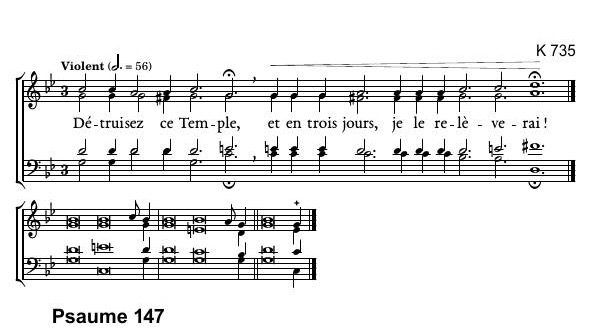 K 735
Violent (𝅗𝅥. = 56)
Dé-truisez ce Tem-ple, et en trois jours, je le re-lè-ve-rai !
Psaume 147